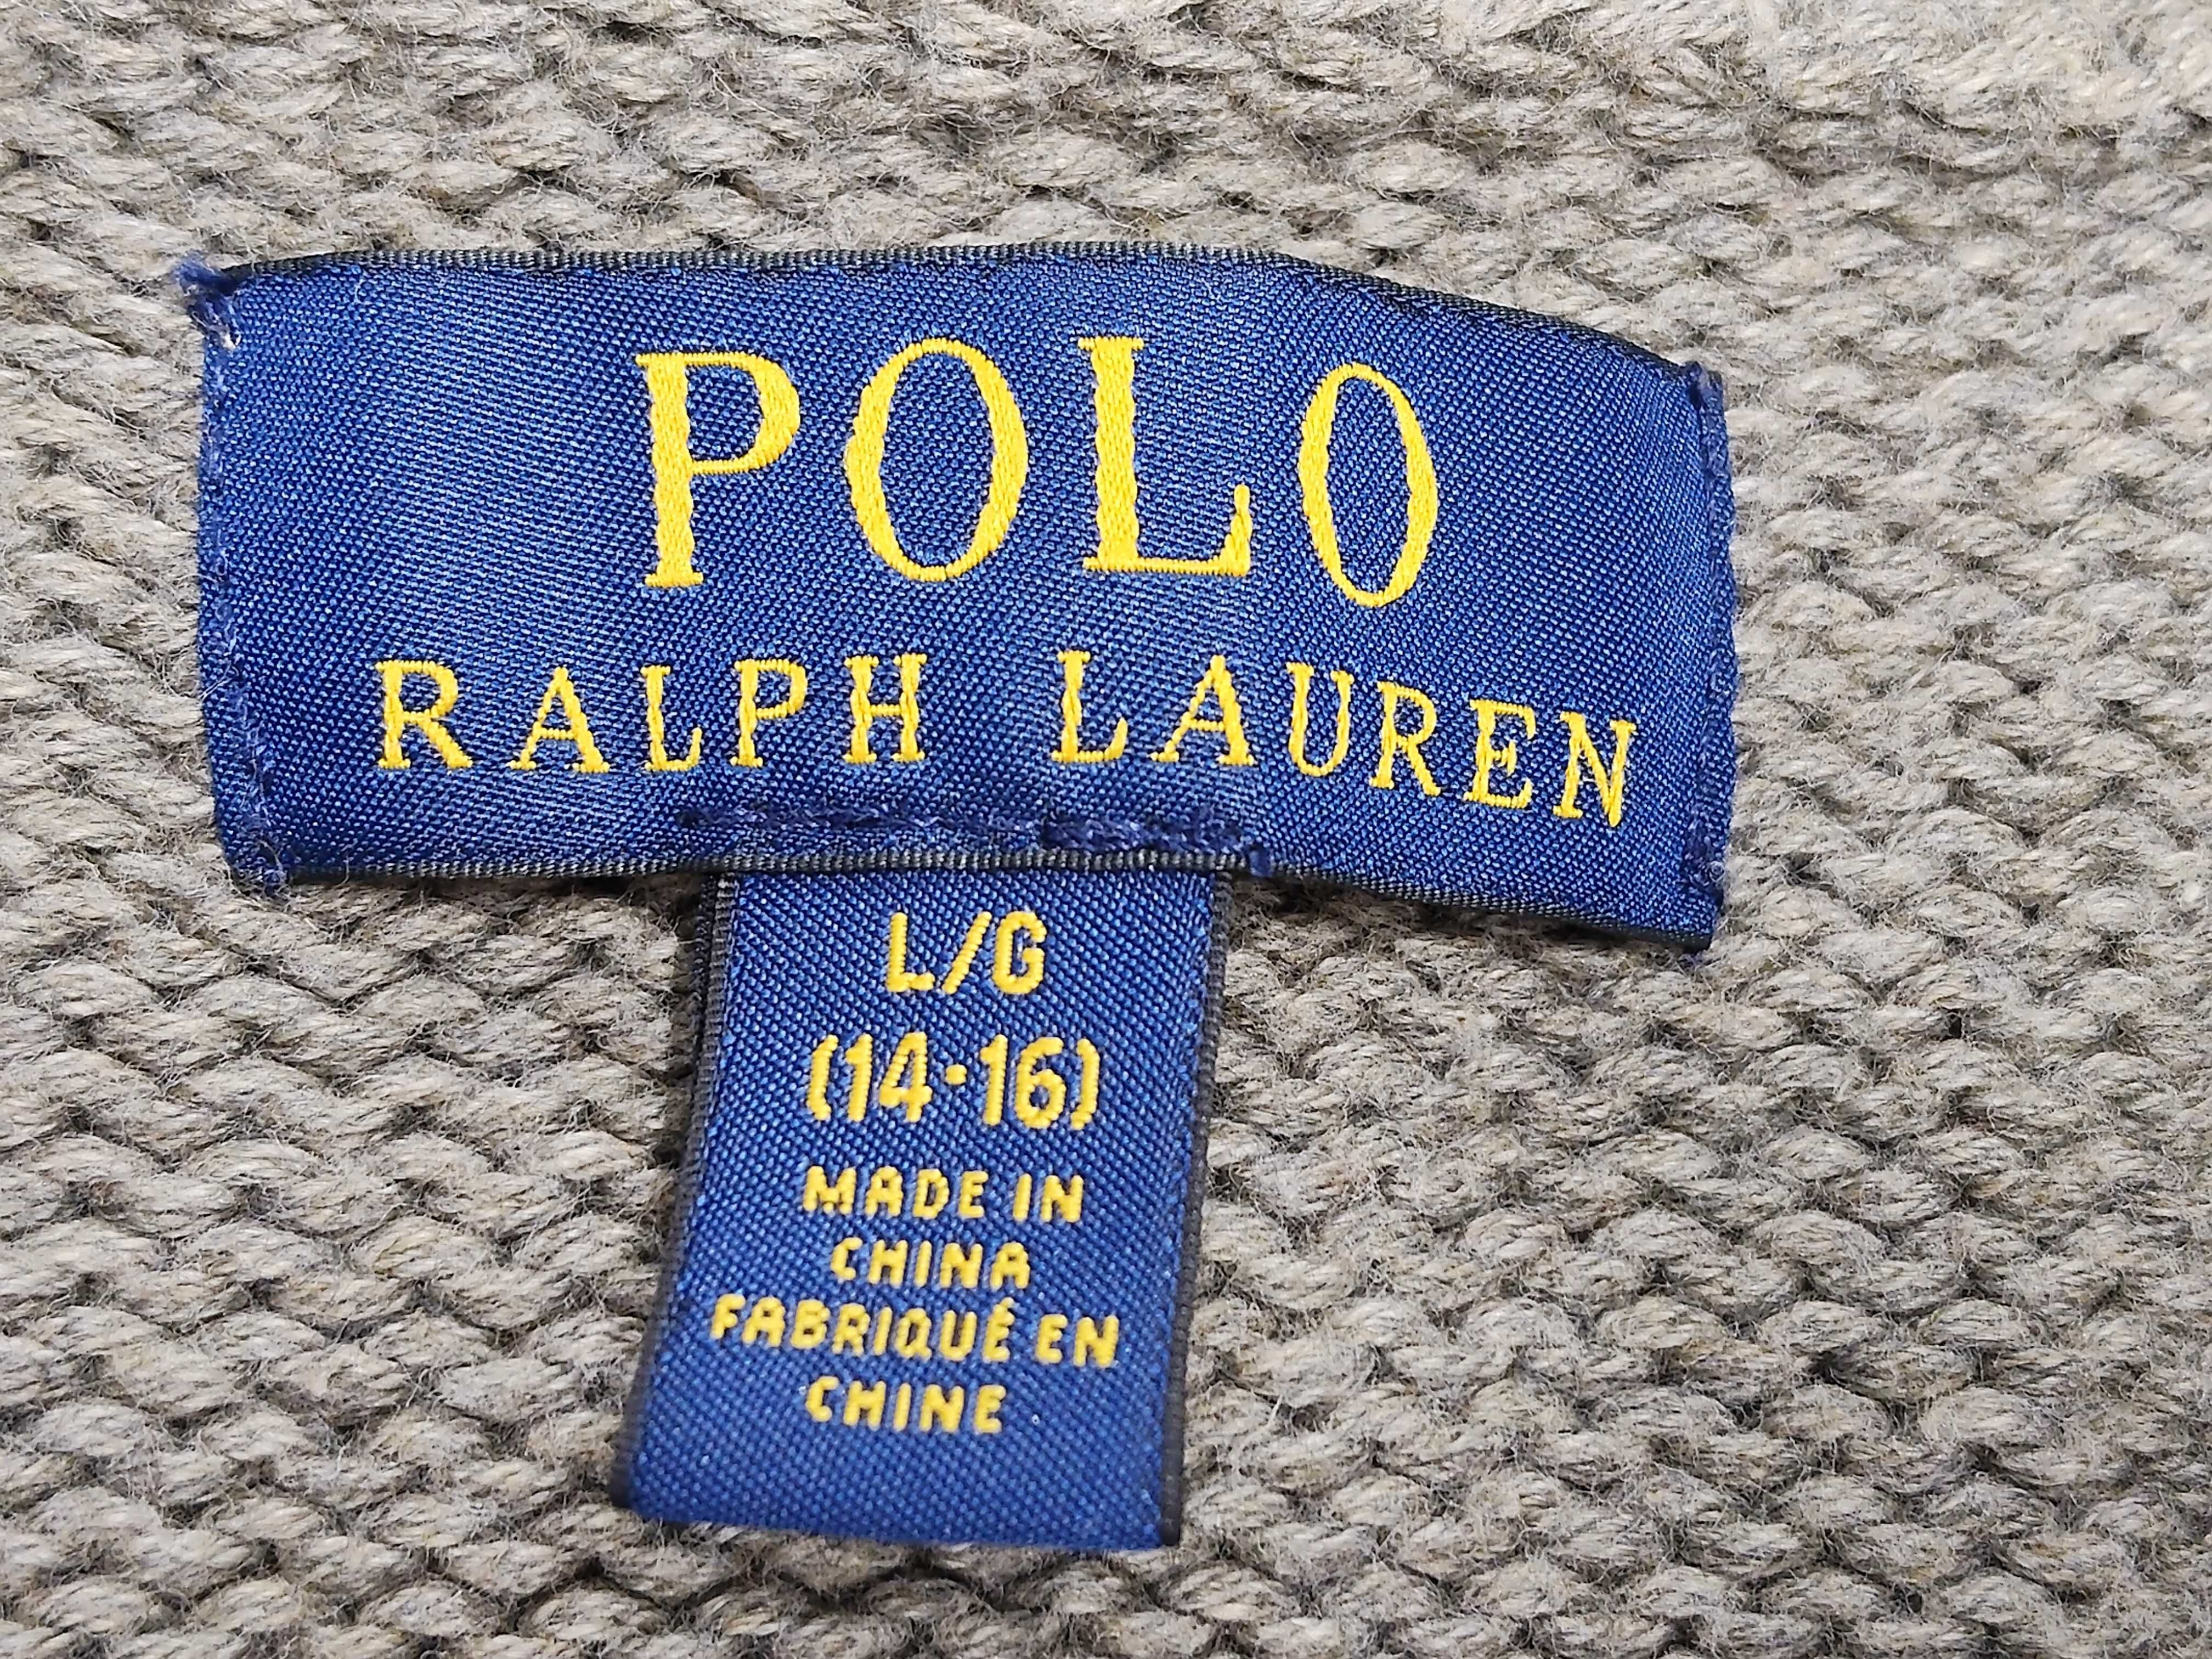 POLO
RALPH LAUREN
L/G
(14-16)
MADE IN
CHINA
FABRIQUÉ EN
CHINE